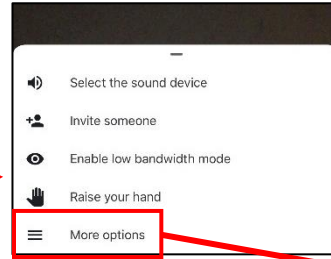 Select the sound device
Invite someone
Enable low bandwidth mode
Raise your hand
More options